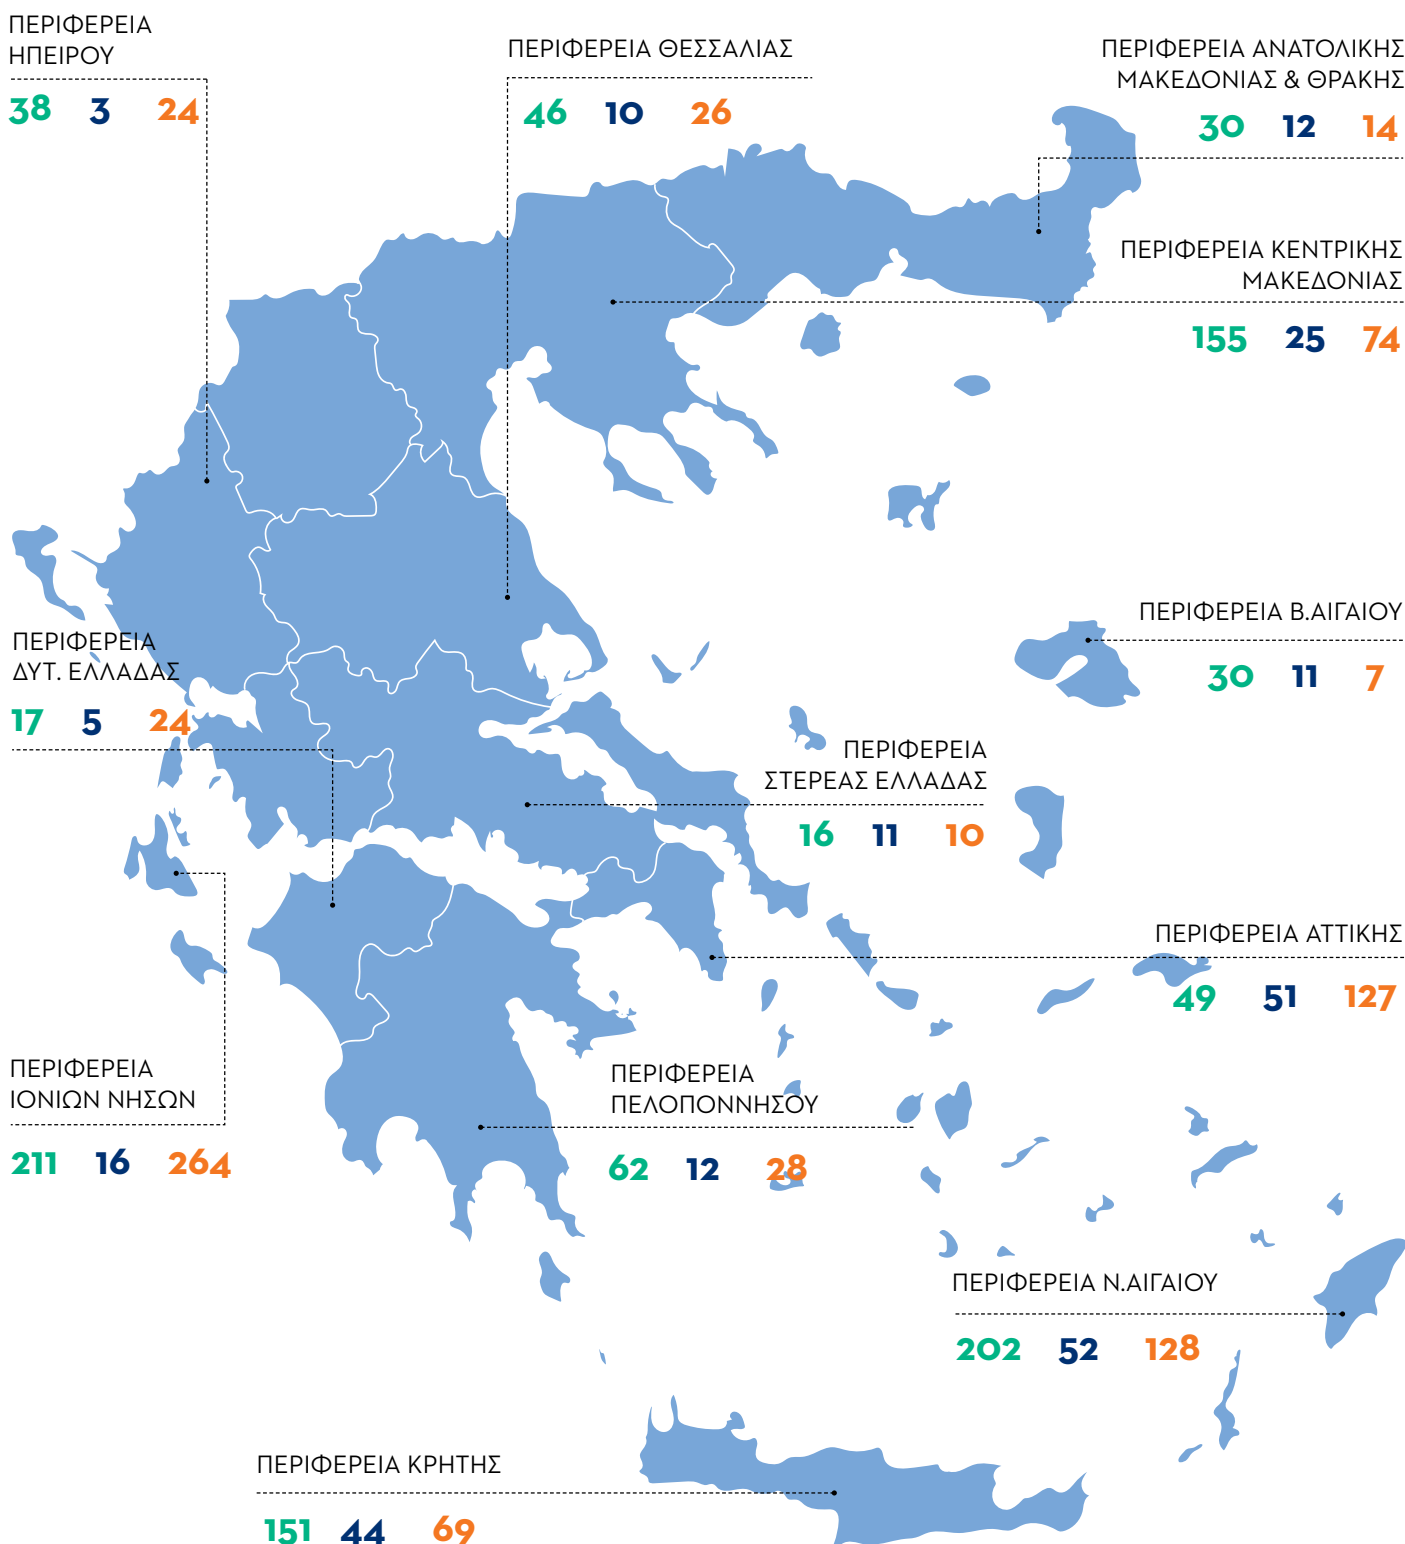 ΠΕΡΙΦΕΡΕΙΑ
ΗΠΕΙΡΟΥ
38 3 24
ΠΕΡΙΦΕΡΕΙΑ ΘΕΣΣΑΛΙΑΣ
46 10 26
ΠΕΡΙΦΕΡΕΙΑ ΑΝΑΤΟΛΙΚΗΣ
ΜΑΚΕΔΟΝΙΑΣ & ΘΡΑΚΗΣ
30 12 14
ΠΕΡΙΦΕΡΕΙΑ ΚΕΝΤΡΙΚΗΣ
ΜΑΚΕΔΟΝΙΑΣ
155 25 74
ΠΕΡΙΦΕΡΕΙΑ Β.ΑΙΓΑΙΟΥ
30 11 7
ΠΕΡΙΦΕΡΕΙΑ
ΔΥΤ. ΕΛΛΑΔΑΣ
17 5 24
ΠΕΡΙΦΕΡΕΙΑ
ΣΤΕΡΕΑΣ ΕΛΛΑΔΑΣ
16 11 10
ΠΕΡΙΦΕΡΕΙΑ ΑΤΤΙΚΗΣ
49 51 127
ΠΕΡΙΦΕΡΕΙΑ
ΙΟΝΙΩΝ ΝΗΣΩΝ
211 16 264
ΠΕΡΙΦΕΡΕΙΑ
ΠΕΛΟΠΟΝΝΗΣΟΥ
62 12 28
ΠΕΡΙΦΕΡΕΙΑ Ν.ΑΙΓΑΙΟΥ
202 52 128
ΠΕΡΙΦΕΡΕΙΑ ΚΡΗΤΗΣ
151 44 69